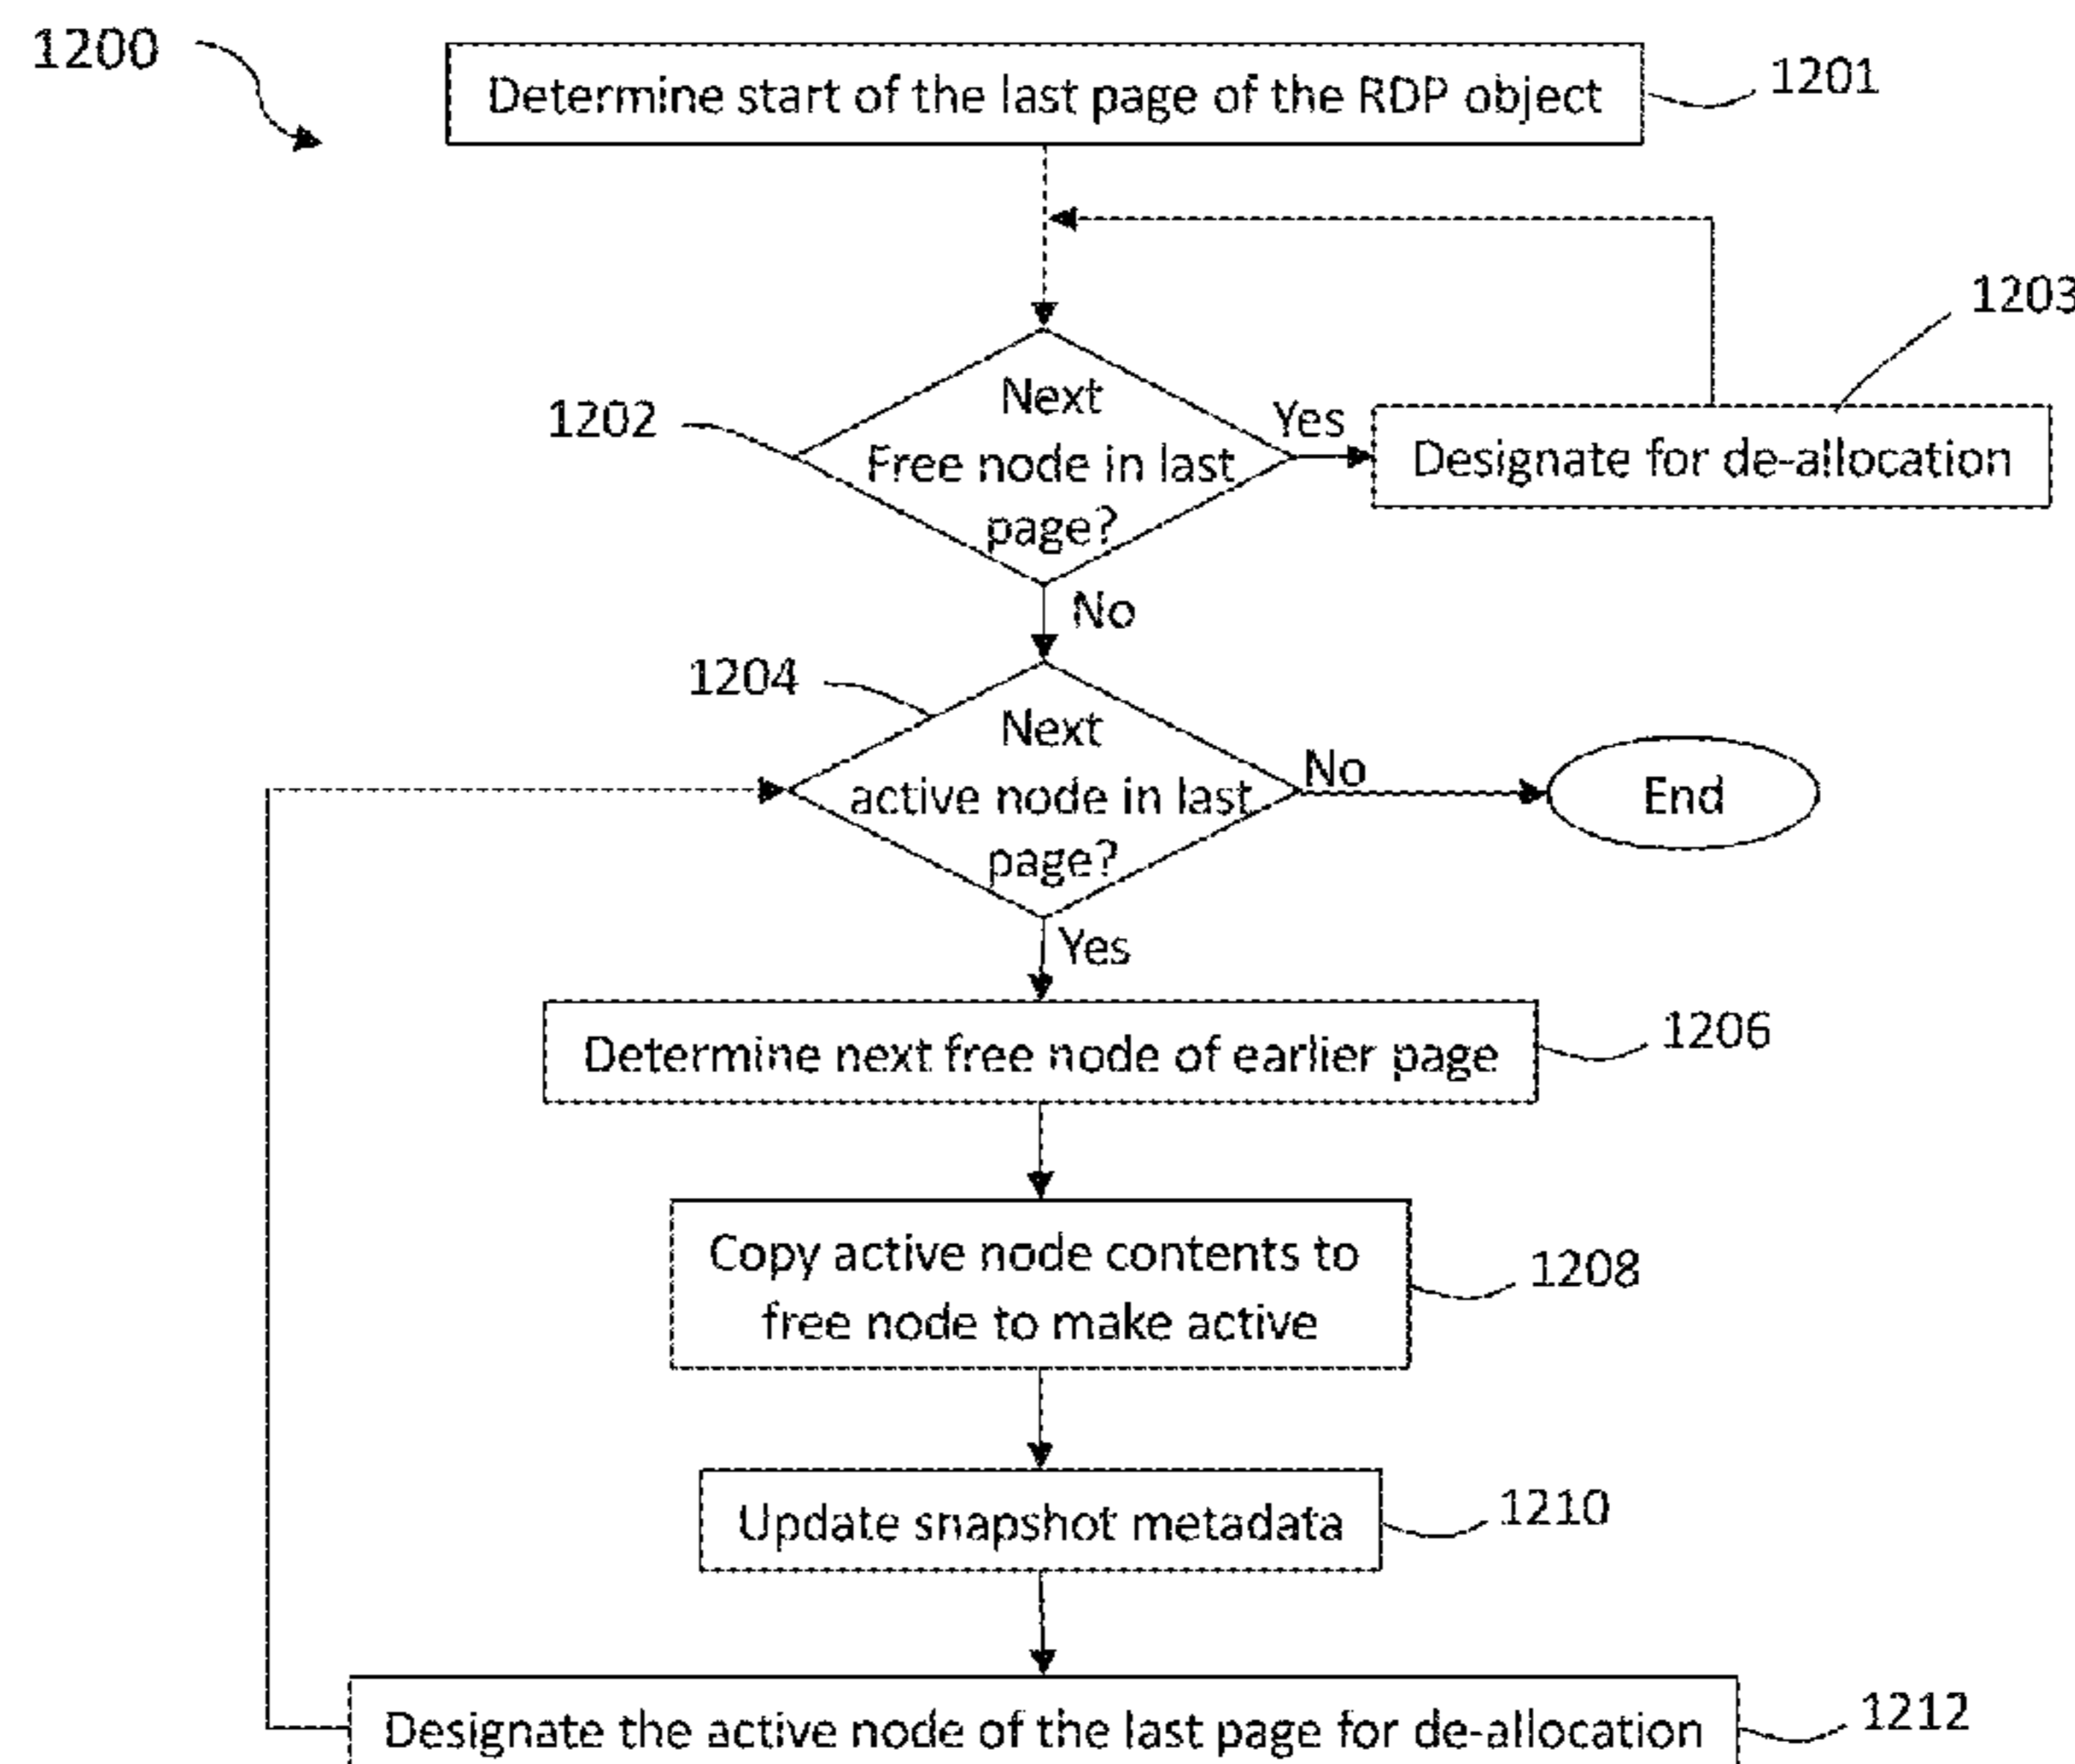 1200
Determine start of the last page of the RDP object
1201
1203
1202
Next
Free node in last
page?
Yes
Designate for de-allocation
No
1204
Next
active node in last
page?
No
End
Yes
Determine next free node of earlier page
1206
Copy active node contents to
free node to make active
1208
Update snapshot metadata
1210
Designate the active node of the last page for de-allocation
1212